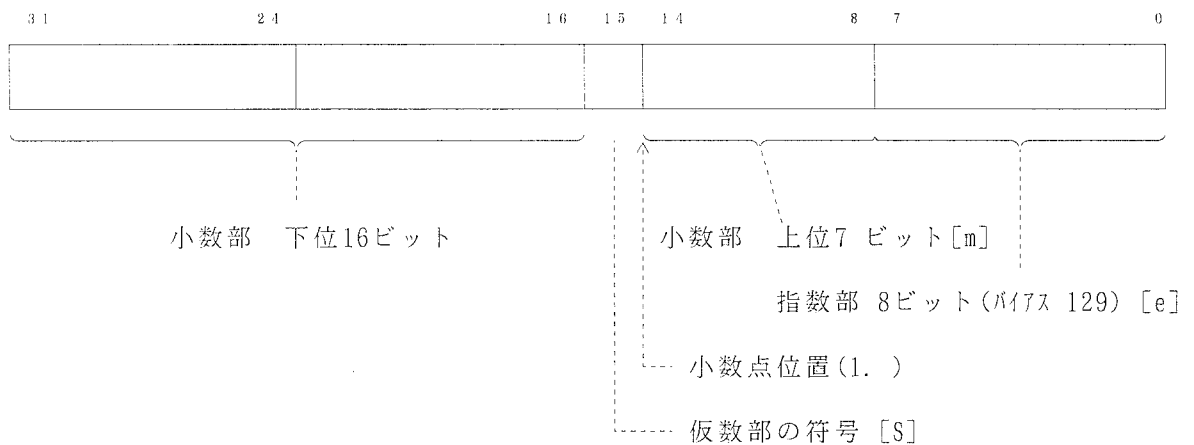 31 24 16 15 14 8 7 0
小数部 下位16ビット 小数部 上位7 ビット[m]
指数部 8ビット(バイアス 129) [e]
小数点位置(1. )
仮数部の符号 [S]